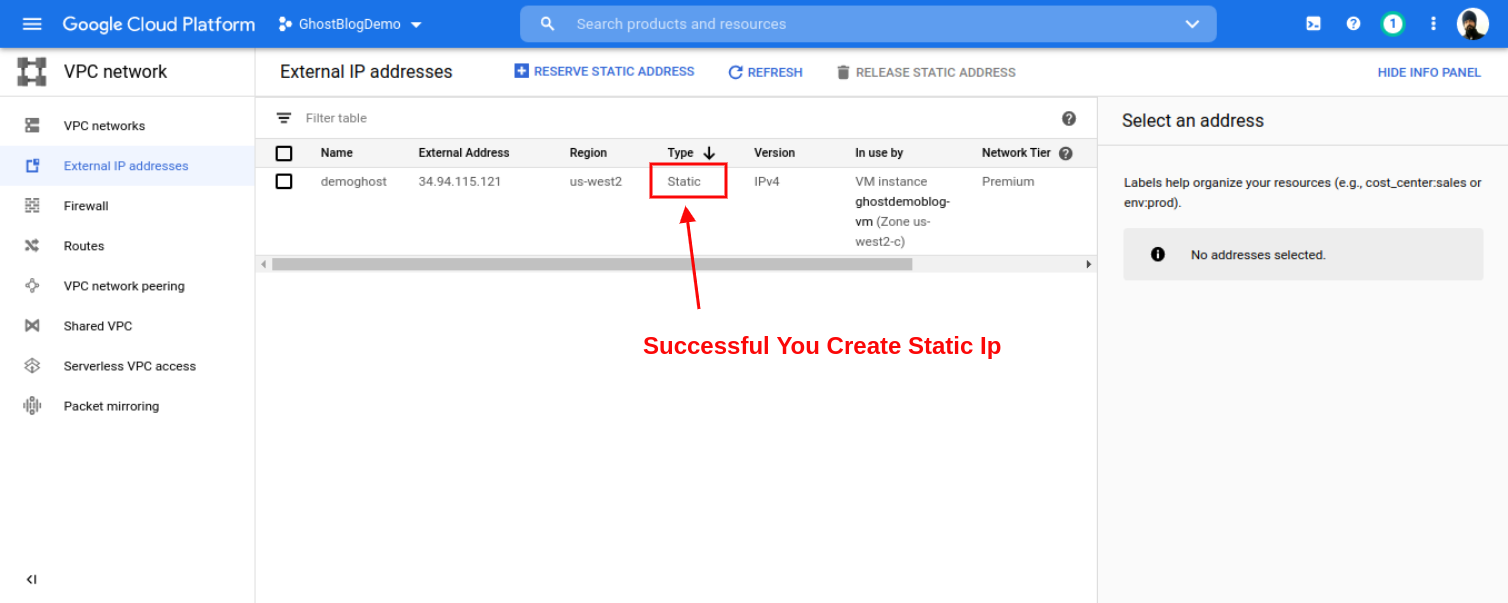 Google Cloud Platform GhostBlogDemo Search products and resources 1
VPC network
VPC networks
External IP addresses
Firewall
Routes
VPC network peering
Shared VPC
Serverless VPC access
Packet mirroring
External IP addresses RESERVE STATIC ADDRESS REFRESH RELEASE STATIC ADDRESS HIDE INFO PANEL
Filter table
Name External Address Region Type Version In use by Network Tier
demoghost 34.94.115.121 us-west2 Static IPv4 VM instance Premium
ghostdemoblog-
vm (Zone us-
west2-c)
Successful You Create Static Ip
Select an address
Labels help organize your resources (e.g., cost_center:sales or
env:prod).
No addresses selected.